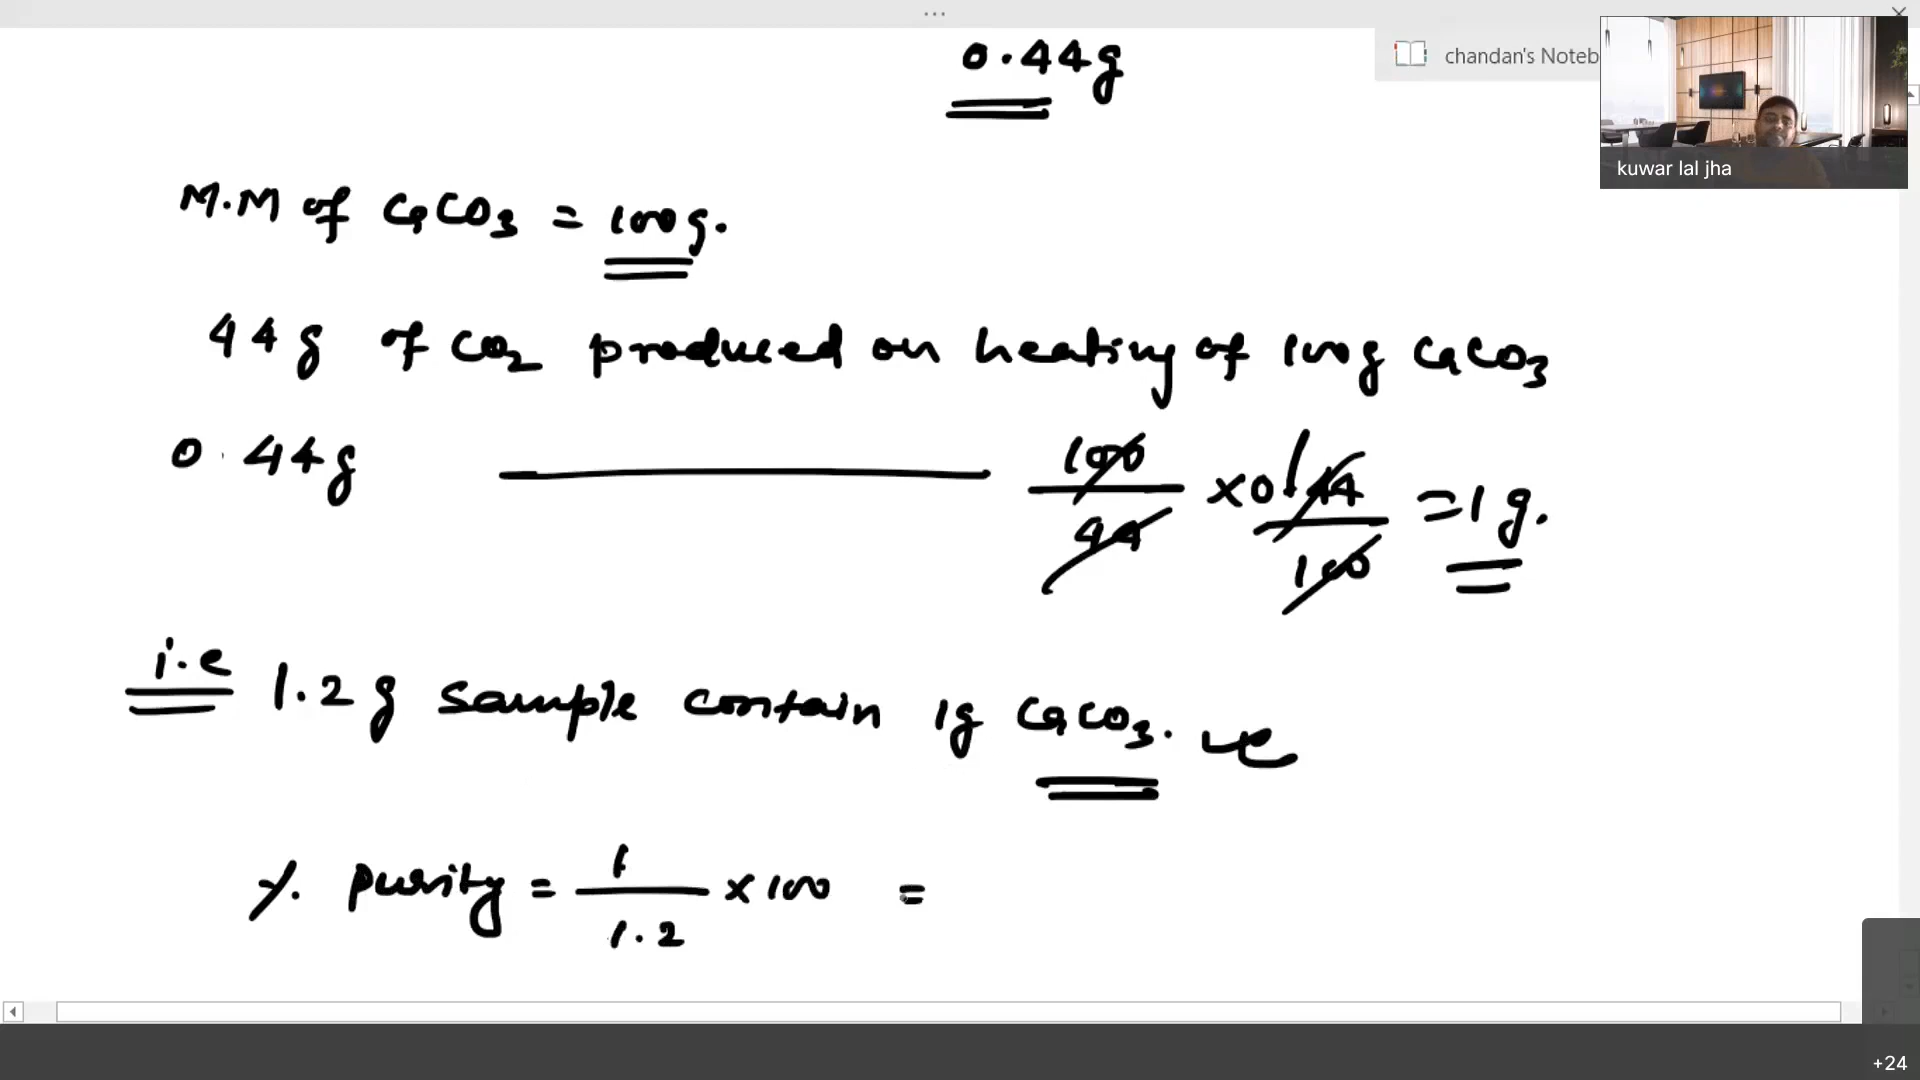 ...
0.44g
chandan's Noteb
kuwar lal jha
M.M of CaCO3 = 100g.
44g of CO2 produced on heating of 100g CaCO3
0.44g ——— 100/44 × 0.44/100 = 1g.
i.e 1.2g sample contain 1g CaCO3.
%. Purity = 1/1.2 × 100 =
+24